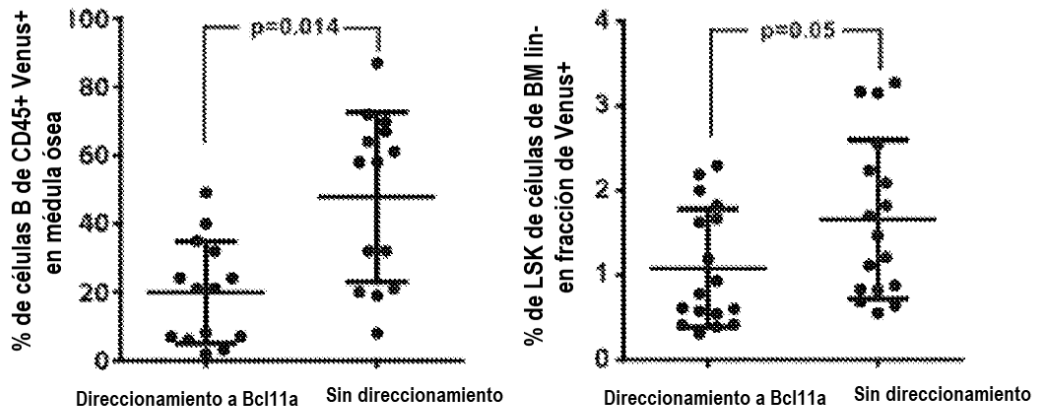 % de células B de CD45+ Venus+
en médula ósea
100
80
60
40
20
0
p=0.014
Direccionamiento a Bcl11a
Sin direccionamiento
% de LSK de células de BM lin-
en fracción de Venus+
4
3
2
1
0
p=0.05
Direccionamiento a Bcl11a
Sin direccionamiento